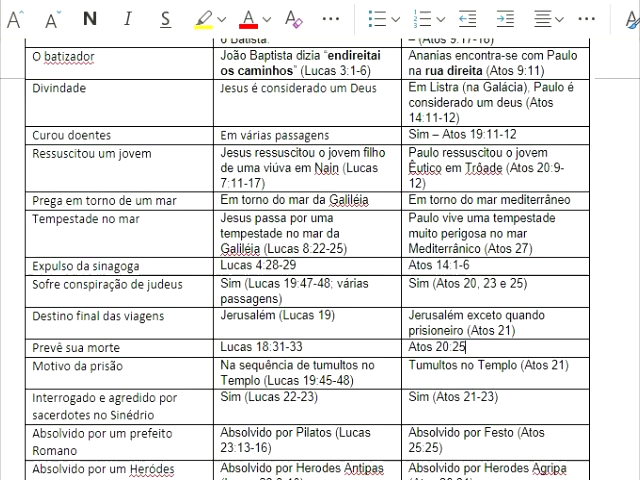 o Batista. – (Atos 9:17-18)
O batizador João Baptista dizia “endireitai Ananias encontra-se com Paulo
os caminhos” (Lucas 3:1-6) na rua direita (Atos 9:11)
Divindade Jesus é considerado um Deus Em Listra (na Galácia), Paulo é
considerado um deus (Atos
14:11-12)
Curou doentes Em várias passagens Sim – Atos 19:11-12
Ressuscitou um jovem Jesus ressuscitou o jovem filho Paulo ressuscitou o jovem
de uma viúva em Nain (Lucas Êutico em Trôade (Atos 20:9-
7:11-17) 12)
Prega em torno de um mar Em torno do mar da Galiléia Em torno do mar mediterrâneo
Tempestade no mar Jesus passa por uma Paulo vive uma tempestade
tempestade no mar da muito perigosa no mar
Galiléia (Lucas 8:22-25) Mediterrânico (Atos 27)
Expulso da sinagoga Lucas 4:28-29 Atos 14:1-6
Sofre conspiração de judeus Sim (Lucas 19:47-48; várias Sim (Atos 20, 23 e 25)
passagens)
Destino final das viagens Jerusalém (Lucas 19) Jerusalém exceto quando
prisioneiro (Atos 21)
Prevê sua morte Lucas 18:31-33 Atos 20:25
Motivo da prisão Na sequência de tumultos no Tumultos no Templo (Atos 21)
Templo (Lucas 19:45-48)
Interrogado e agredido por Sim (Lucas 22-23) Sim (Atos 21-23)
sacerdotes no Sinédrio
Absolvido por um prefeito Absolvido por Pilatos (Lucas Absolvido por Festo (Atos
Romano 23:13-16) 25:25)
Absolvido por um Heródes Absolvido por Herodes Antipas Absolvido por Herodes Agripa